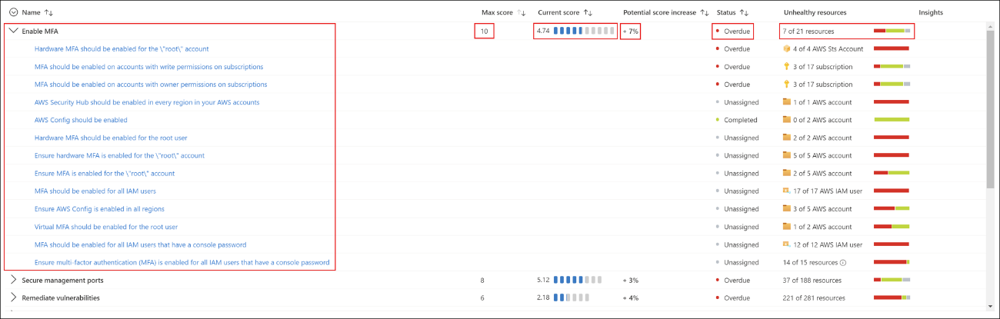 Name Max score Current score Potential score increase Status Unhealthy resources Insights
Enable MFA 10 4.74 + 7% Overdue 7 of 21 resources
Hardware MFA should be enabled for the \"root\" account Overdue 4 of 4 AWS Sts Account
MFA should be enabled on accounts with write permissions on subscriptions Overdue 3 of 17 subscription
MFA should be enabled on accounts with owner permissions on subscriptions Overdue 3 of 17 subscription
AWS Security Hub should be enabled in every region in your AWS accounts Unassigned 1 of 1 AWS account
AWS Config should be enabled Completed 0 of 2 AWS account
Hardware MFA should be enabled for the root user Unassigned 2 of 2 AWS account
Ensure hardware MFA is enabled for the \"root\" account Unassigned 5 of 5 AWS account
Ensure MFA is enabled for the \"root\" account Unassigned 2 of 5 AWS account
MFA should be enabled for all IAM users Unassigned 17 of 17 AWS IAM user
Ensure AWS Config is enabled in all regions Unassigned 3 of 5 AWS account
Virtual MFA should be enabled for the root user Unassigned 1 of 2 AWS account
MFA should be enabled for all IAM users that have a console password Unassigned 12 of 12 AWS IAM user
Ensure multi-factor authentication (MFA) is enabled for all IAM users that have a console password Unassigned 14 of 15 resources
Secure management ports 8 5.12 + 3% Overdue 37 of 188 resources
Remediate vulnerabilities 6 2.18 + 4% Overdue 221 of 281 resources